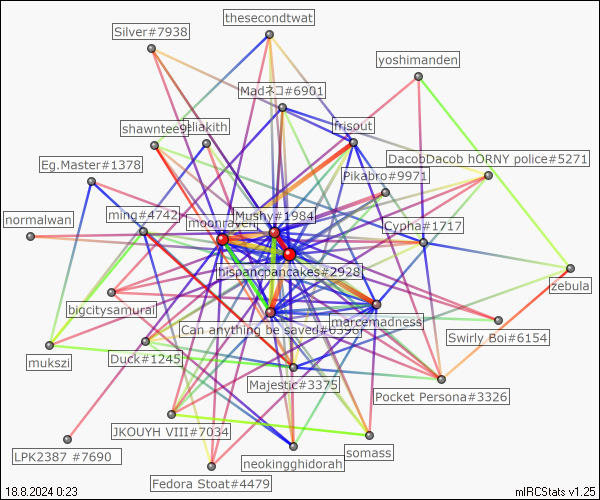 thesecondtwat
Silver#7938
yoshimanden
Madネコ#6901
frisout
shawntee9
eliakith
DacobDacob hORNY police#5271
Eg.Master#1378
Pikabro#9971
normalwan
ming#4742
Mushy#1984
moonraven
Cypha#1717
hispancpancakes#2928
zebula
bigcitysamurai
Can anything be saved#0396
marcemadness
Swirly Boi#6154
mukszi
Duck#1245
Majestic#3375
Pocket Persona#3326
JKOUYH VIII#7034
somass
LPK2387 #7690
neokingghidorah
Fedora Stoat#4479
18.8.2024 0:23
mIRCStats v1.25